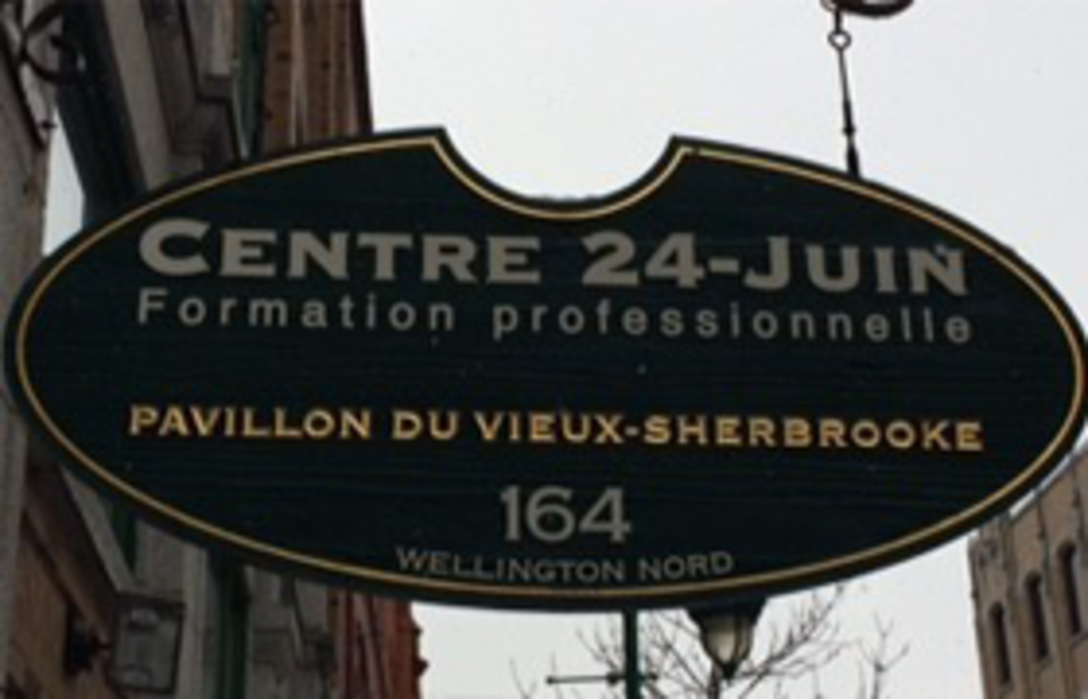 CENTRE 24-JUIN
Formation professionnelle
PAVILLON DU VIEUX-SHERBROOKE
164
WELLINGTON NORD